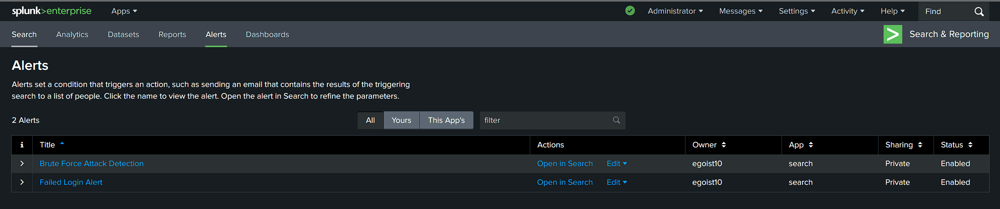 splunk>enterprise Apps Administrator Messages Settings Activity Help Find
Search Analytics Datasets Reports Alerts Dashboards Search & Reporting
Alerts
Alerts set a condition that triggers an action, such as sending an email that contains the results of the triggering
search to a list of people. Click the name to view the alert. Open the alert in Search to refine the parameters.
2 Alerts All Yours This App's filter
i Title Actions Owner App Sharing Status
Brute Force Attack Detection Open in Search Edit egoist10 search Private Enabled
Failed Login Alert Open in Search Edit egoist10 search Private Enabled